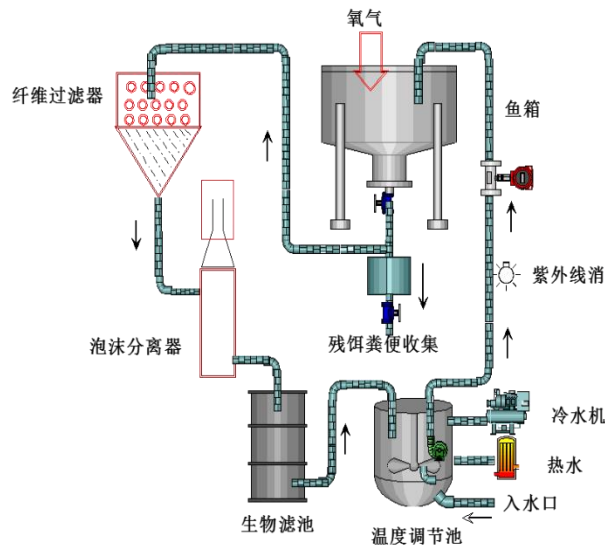 氧气
纤维过滤器
鱼箱
紫外线消
泡沫分离器
残饵粪便收集
冷水机
热水
入水口
生物滤池
温度调节池